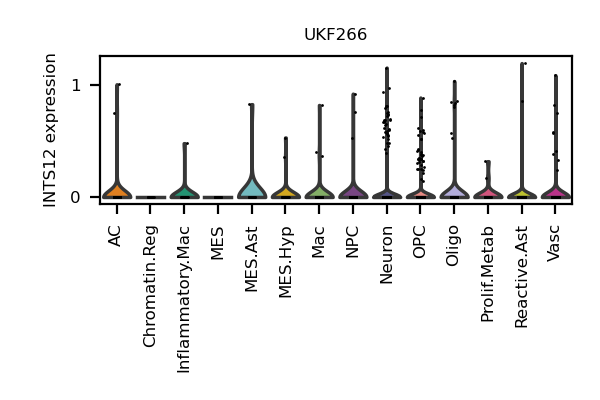 UKF266
INTS12 expression
1
0
AC
Chromatin.Reg
Inflammatory.Mac
MES
MES.Ast
MES.Hyp
Mac
NPC
Neuron
OPC
Oligo
Prolif.Metab
Reactive.Ast
Vasc